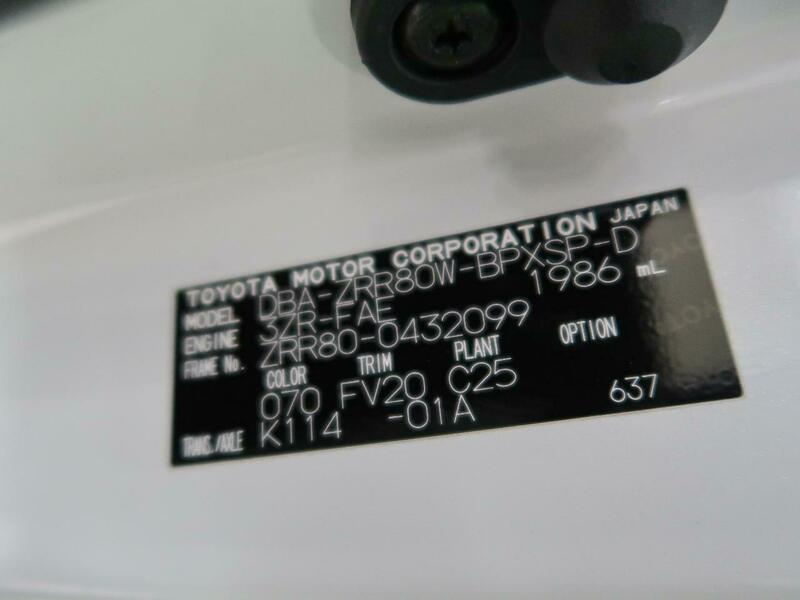 TOYOTA MOTOR CORPORATION JAPAN
MODEL DBA-ZRR80W-BPXSP-D
ENGINE 3ZR-FAE 1986 mL
FRAME No. ZRR80-0432099
COLOR TRIM PLANT OPTION
070 FV20 C25
TRANS./AXLE K114 -01A 637